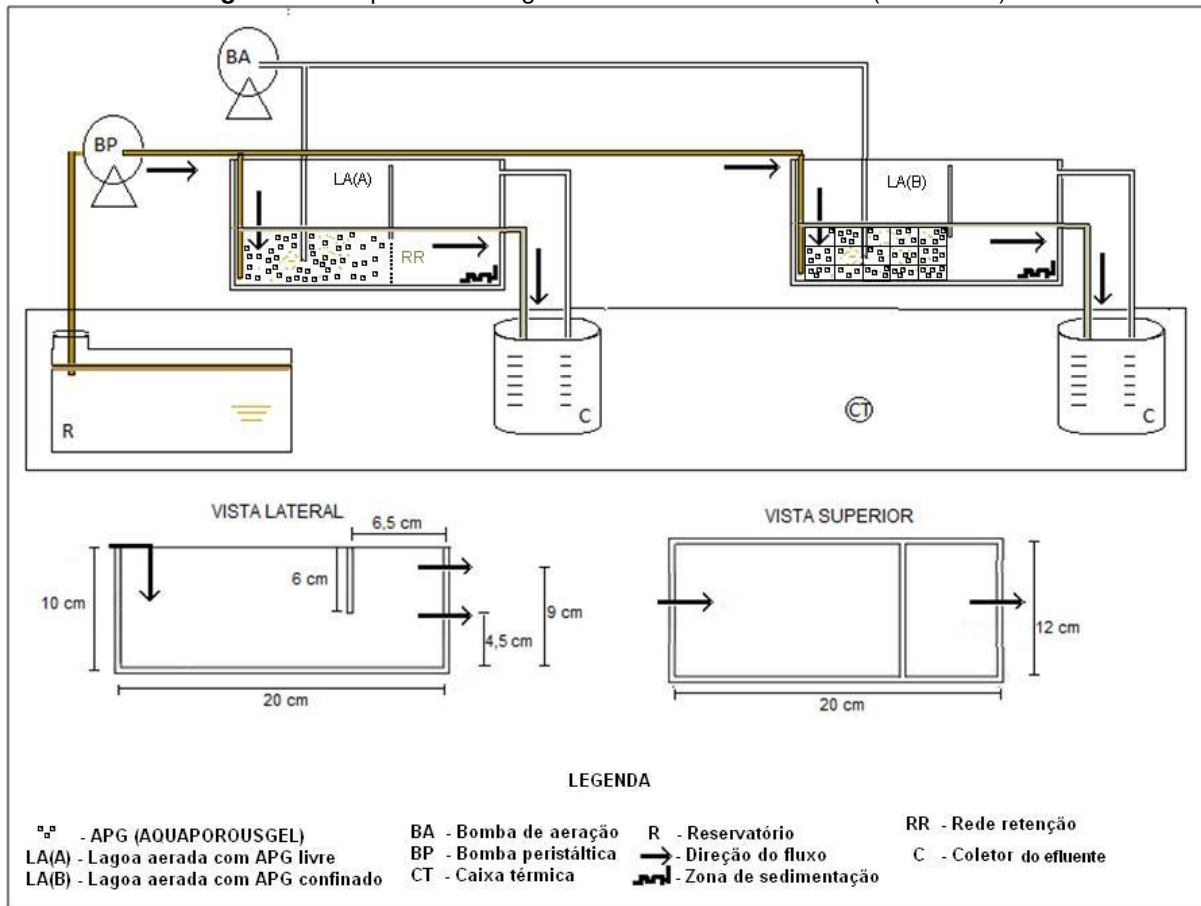 BA
BP
LA(A)
LA(B)
RR
R
C
CT
C
VISTA LATERAL
6,5 cm
6 cm
10 cm
9 cm
4,5 cm
20 cm
VISTA SUPERIOR
12 cm
20 cm
LEGENDA
- APG (AQUAPOROUSGEL)
LA(A) - Lagoa aerada com APG livre
LA(B) - Lagoa aerada com APG confinado
BA - Bomba de aeração
BP - Bomba peristáltica
CT - Caixa térmica
R - Reservatório
- Direção do fluxo
- Zona de sedimentação
RR - Rede retenção
C - Coletor do efluente